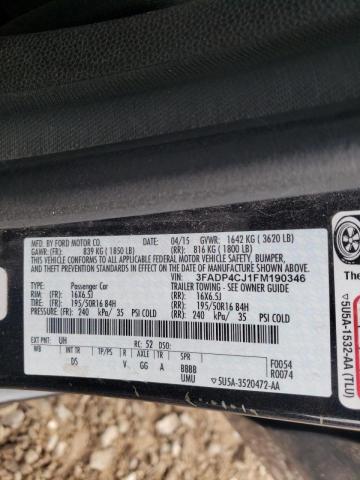 MFD. BY FORD MOTOR CO. 04/15 GVWR: 1642 KG ( 3620 LB)
GAWR: (FR): 839 KG ( 1850 LB) (RR): 816 KG ( 1800 LB)
THIS VEHICLE CONFORMS TO ALL APPLICABLE FEDERAL MOTOR VEHICLE SAFETY, BUMPER,
AND THEFT PREVENTION STANDARDS IN EFFECT ON THE DATE OF MANUFACTURE SHOWN ABOVE.
VIN: 3FADP4CJ1FM190346
TYPE: Passenger Car TRAILER TOWING - SEE OWNER GUIDE
RIM (FR): 16X6.5J (RR): 16X6.5J
TIRE: (FR): 195/50R16 84H (RR): 195/50R16 84H
PRESSURE:(FR): 240 kPa/ 35 PSI COLD (RR): 240 kPa/ 35 PSI COLD
EXT PNT: UH RC: 52 DSO: F0054
WB INT TR TP/PS R AXLE TR SPR R0074
DS V GG A BBBB
UMU
5U5A-3520472-AA
The
5U5A-1532-AA (TLU)